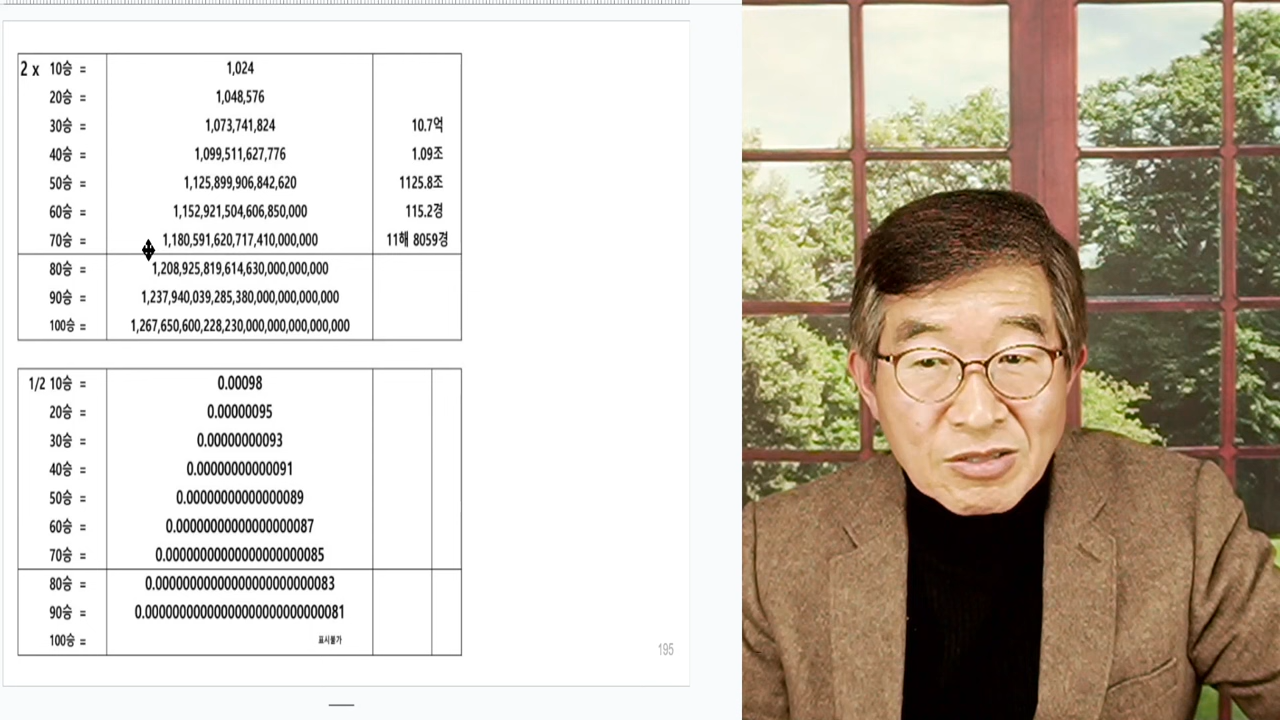 2 x 10승 = 1,024
20승 = 1,048,576
30승 = 1,073,741,824 10.7억
40승 = 1,099,511,627,776 1.09조
50승 = 1,125,899,906,842,620 1125.8조
60승 = 1,152,921,504,606,850,000 115.2경
70승 = 1,180,591,620,717,410,000,000 11해 8059경
80승 = 1,208,925,819,614,630,000,000,000
90승 = 1,237,940,039,285,380,000,000,000,000
100승 = 1,267,650,600,228,230,000,000,000,000,000
1/2 10승 = 0.00098
20승 = 0.00000095
30승 = 0.00000000093
40승 = 0.00000000000091
50승 = 0.00000000000000089
60승 = 0.00000000000000000087
70승 = 0.00000000000000000000085
80승 = 0.00000000000000000000000083
90승 = 0.00000000000000000000000000081
100승 = 표시불가
195